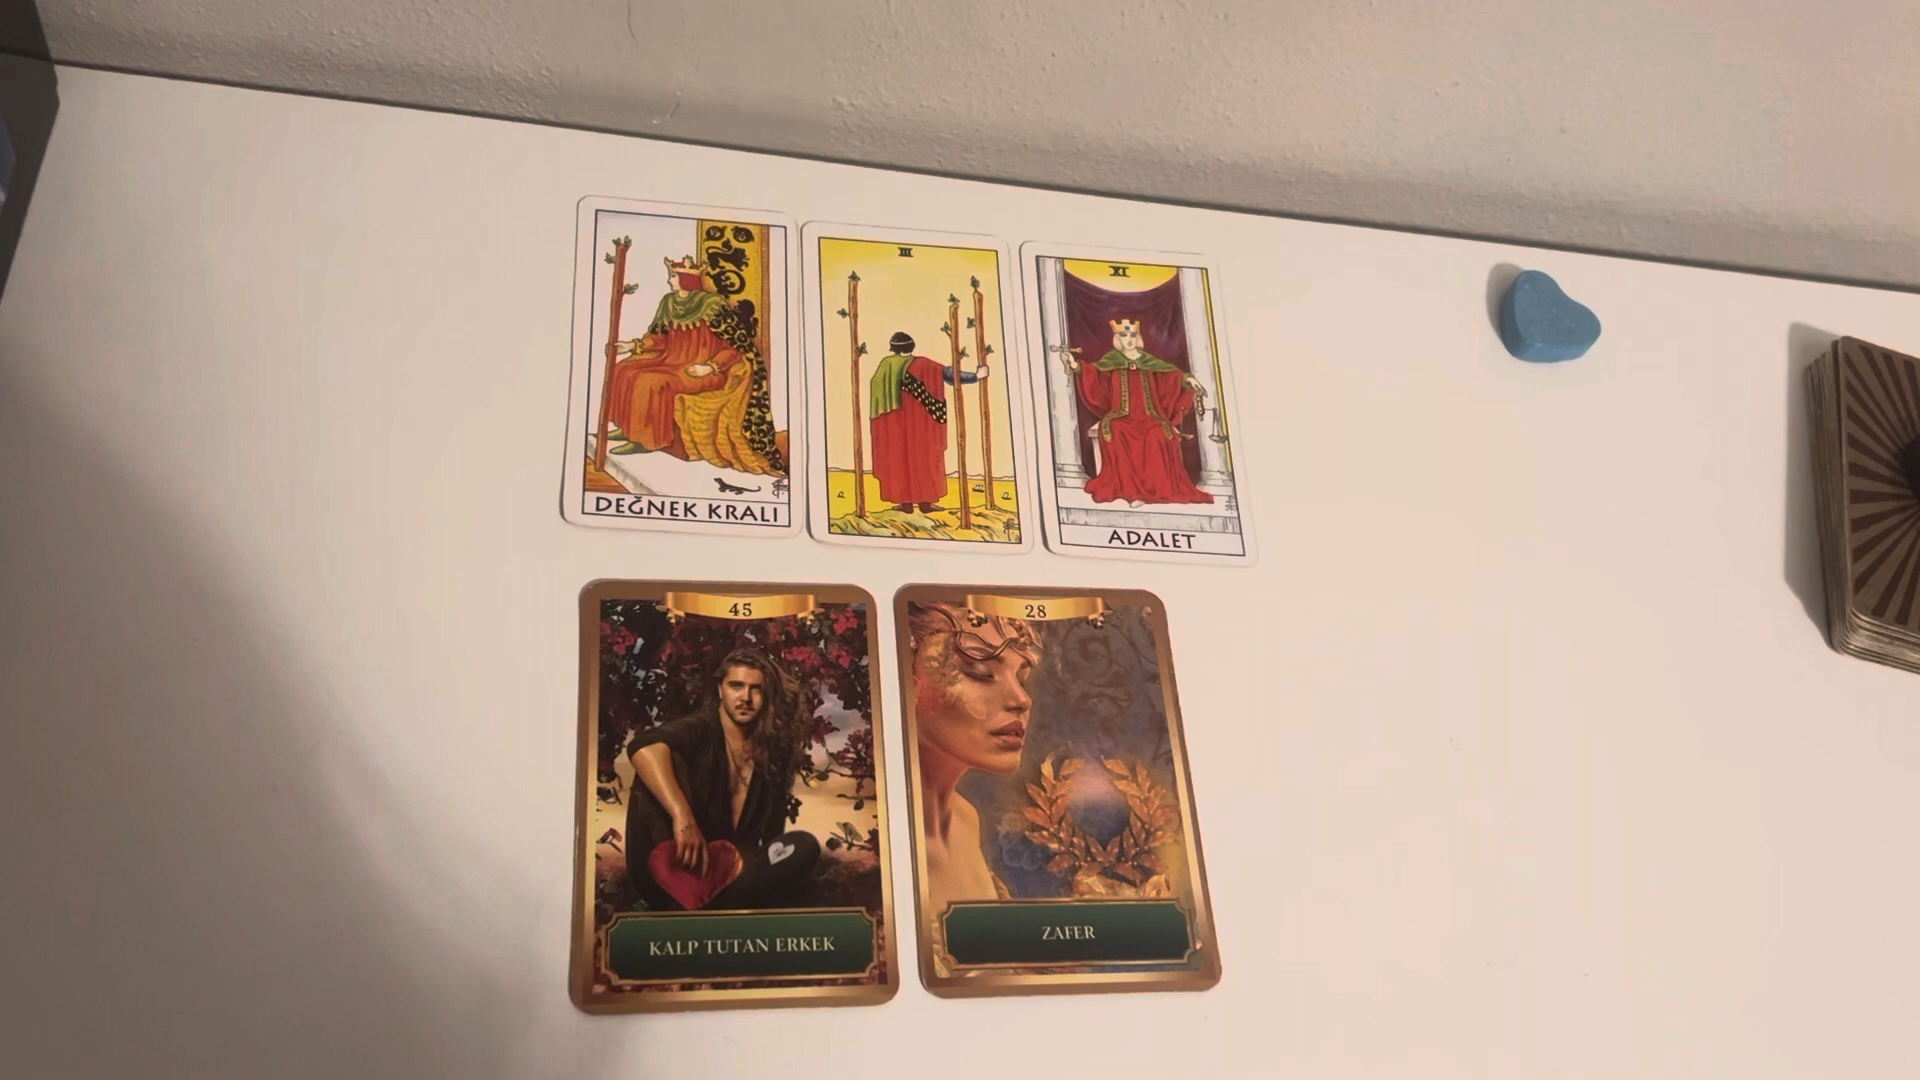 III
XI
DEĞNEK KRALI
ADALET
45
28
KALP TUTAN ERKEK
ZAFER